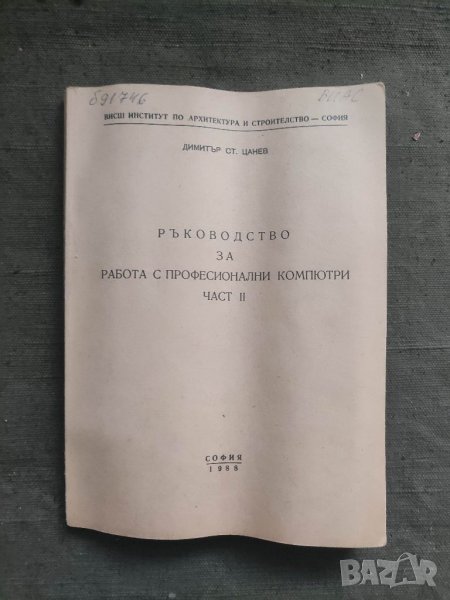 591746 ВИАС
ВИСШ ИНСТИТУТ ПО АРХИТЕКТУРА И СТРОИТЕЛСТВО — СОФИЯ
ДИМИТЪР СТ. ЦАНЕВ
РЪКОВОДСТВО
ЗА
РАБОТА С ПРОФЕСИОНАЛНИ КОМПЮТРИ
ЧАСТ II
СОФИЯ
1988
BAZAR